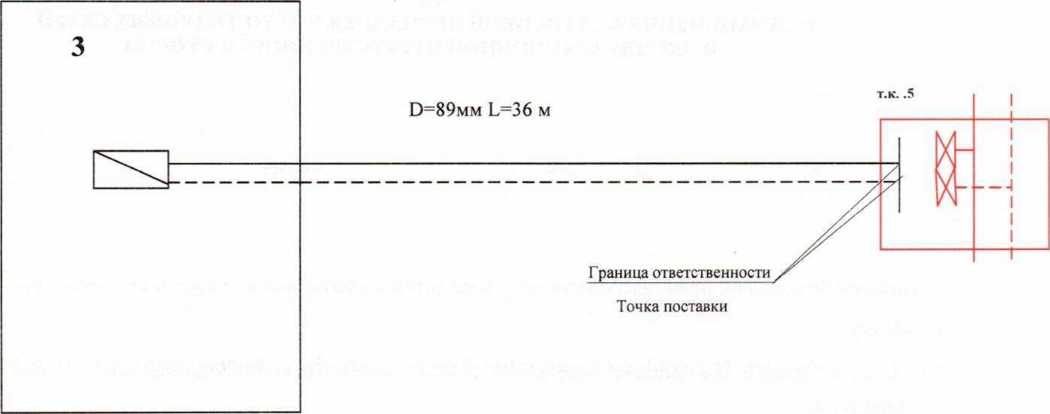 3
D=89мм L=36 м
т.к. .5
Граница ответственности
Точка поставки